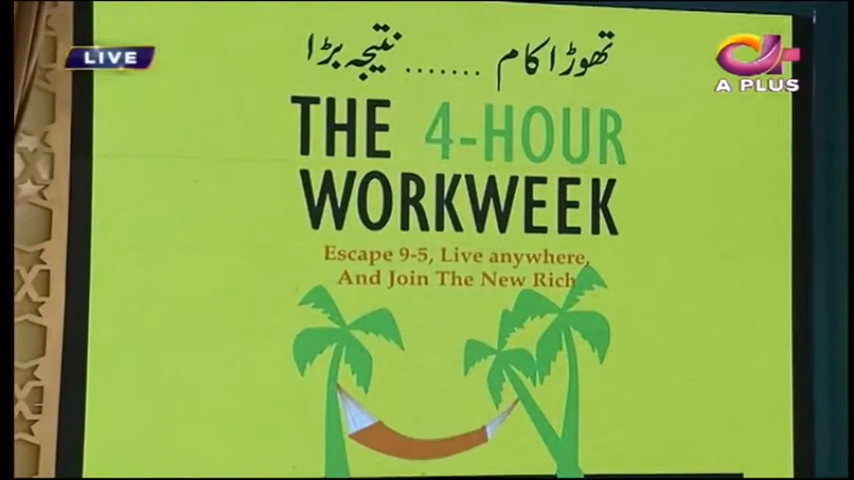 LIVE
A PLUS
تھوڑا کام ....... نتیجہ بڑا
THE 4-HOUR
WORKWEEK
Escape 9-5, Live anywhere,
And Join The New Rich